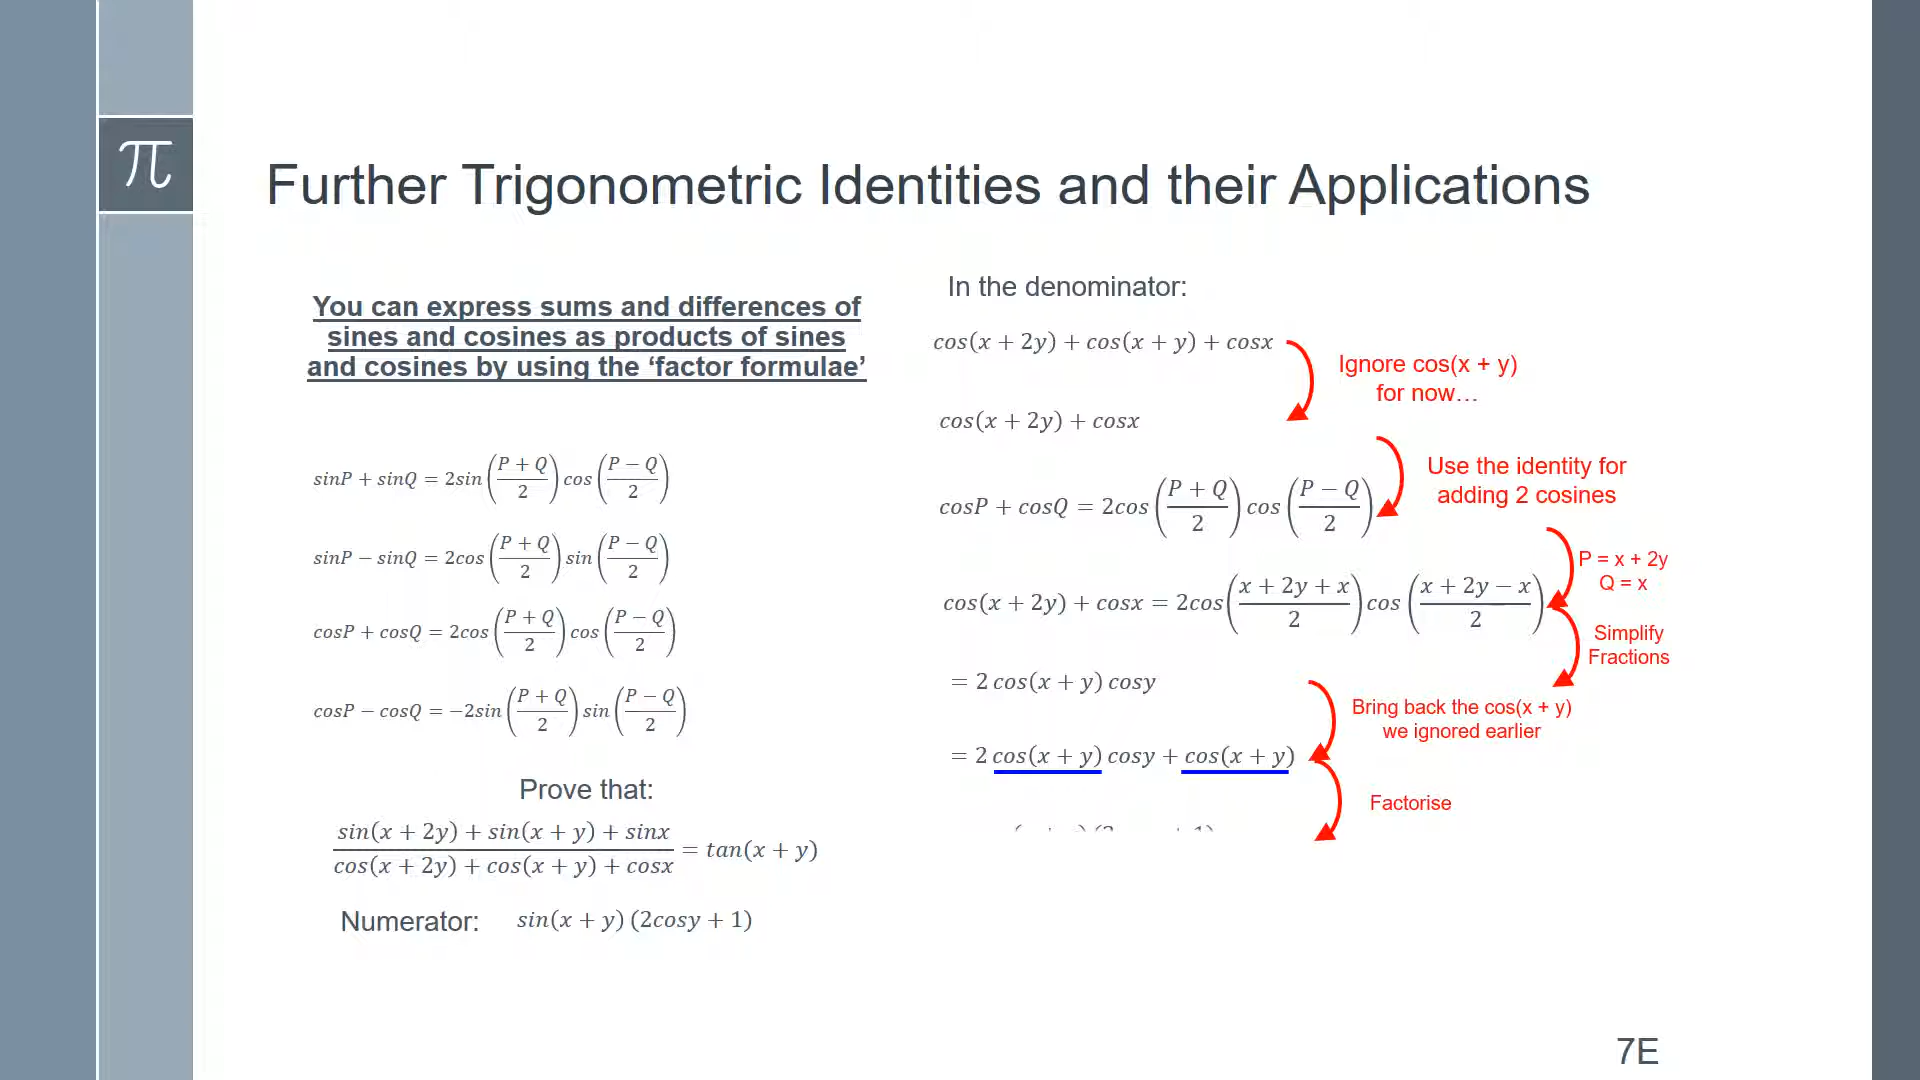 π
Further Trigonometric Identities and their Applications
You can express sums and differences of
sines and cosines as products of sines
and cosines by using the ‘factor formulae’
sinP + sinQ = 2sin((P + Q)/2) cos((P − Q)/2)
sinP − sinQ = 2cos((P + Q)/2) sin((P − Q)/2)
cosP + cosQ = 2cos((P + Q)/2) cos((P − Q)/2)
cosP − cosQ = −2sin((P + Q)/2) sin((P − Q)/2)
Prove that:
(sin(x + 2y) + sin(x + y) + sinx)/(cos(x + 2y) + cos(x + y) + cosx) = tan(x + y)
Numerator: sin(x + y) (2cosy + 1)
In the denominator:
cos(x + 2y) + cos(x + y) + cosx
Ignore cos(x + y)
for now…
cos(x + 2y) + cosx
Use the identity for
adding 2 cosines
cosP + cosQ = 2cos((P + Q)/2) cos((P − Q)/2)
P = x + 2y
Q = x
cos(x + 2y) + cosx = 2cos((x + 2y + x)/2) cos((x + 2y − x)/2)
Simplify
Fractions
= 2 cos(x + y) cosy
Bring back the cos(x + y)
we ignored earlier
= 2 cos(x + y) cosy + cos(x + y)
Factorise
7E